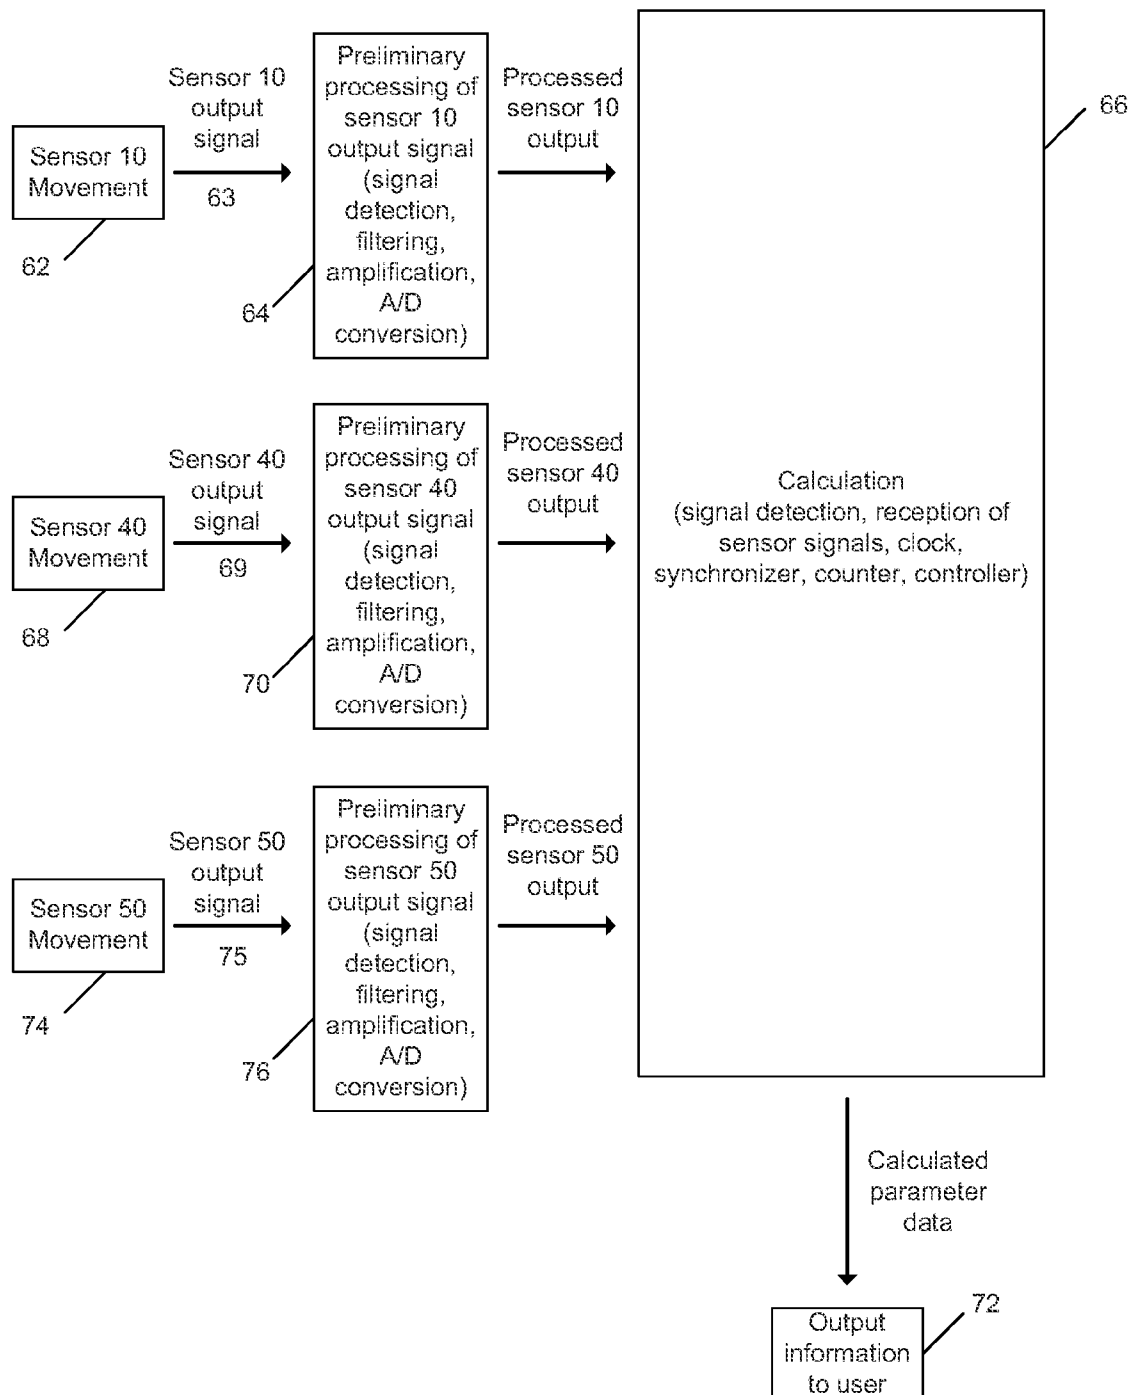 Sensor 10
Movement
62
Sensor 10
output
signal
63
Preliminary
processing of
sensor 10
output signal
(signal
detection,
filtering,
amplification,
A/D
conversion)
64
Processed
sensor 10
output
66
Sensor 40
Movement
68
Sensor 40
output
signal
69
Preliminary
processing of
sensor 40
output signal
(signal
detection,
filtering,
amplification,
A/D
conversion)
70
Processed
sensor 40
output
Calculation
(signal detection, reception of
sensor signals, clock,
synchronizer, counter, controller)
Sensor 50
Movement
74
Sensor 50
output
signal
75
Preliminary
processing of
sensor 50
output signal
(signal
detection,
filtering,
amplification,
A/D
conversion)
76
Processed
sensor 50
output
Calculated
parameter
data
72
Output
information
to user